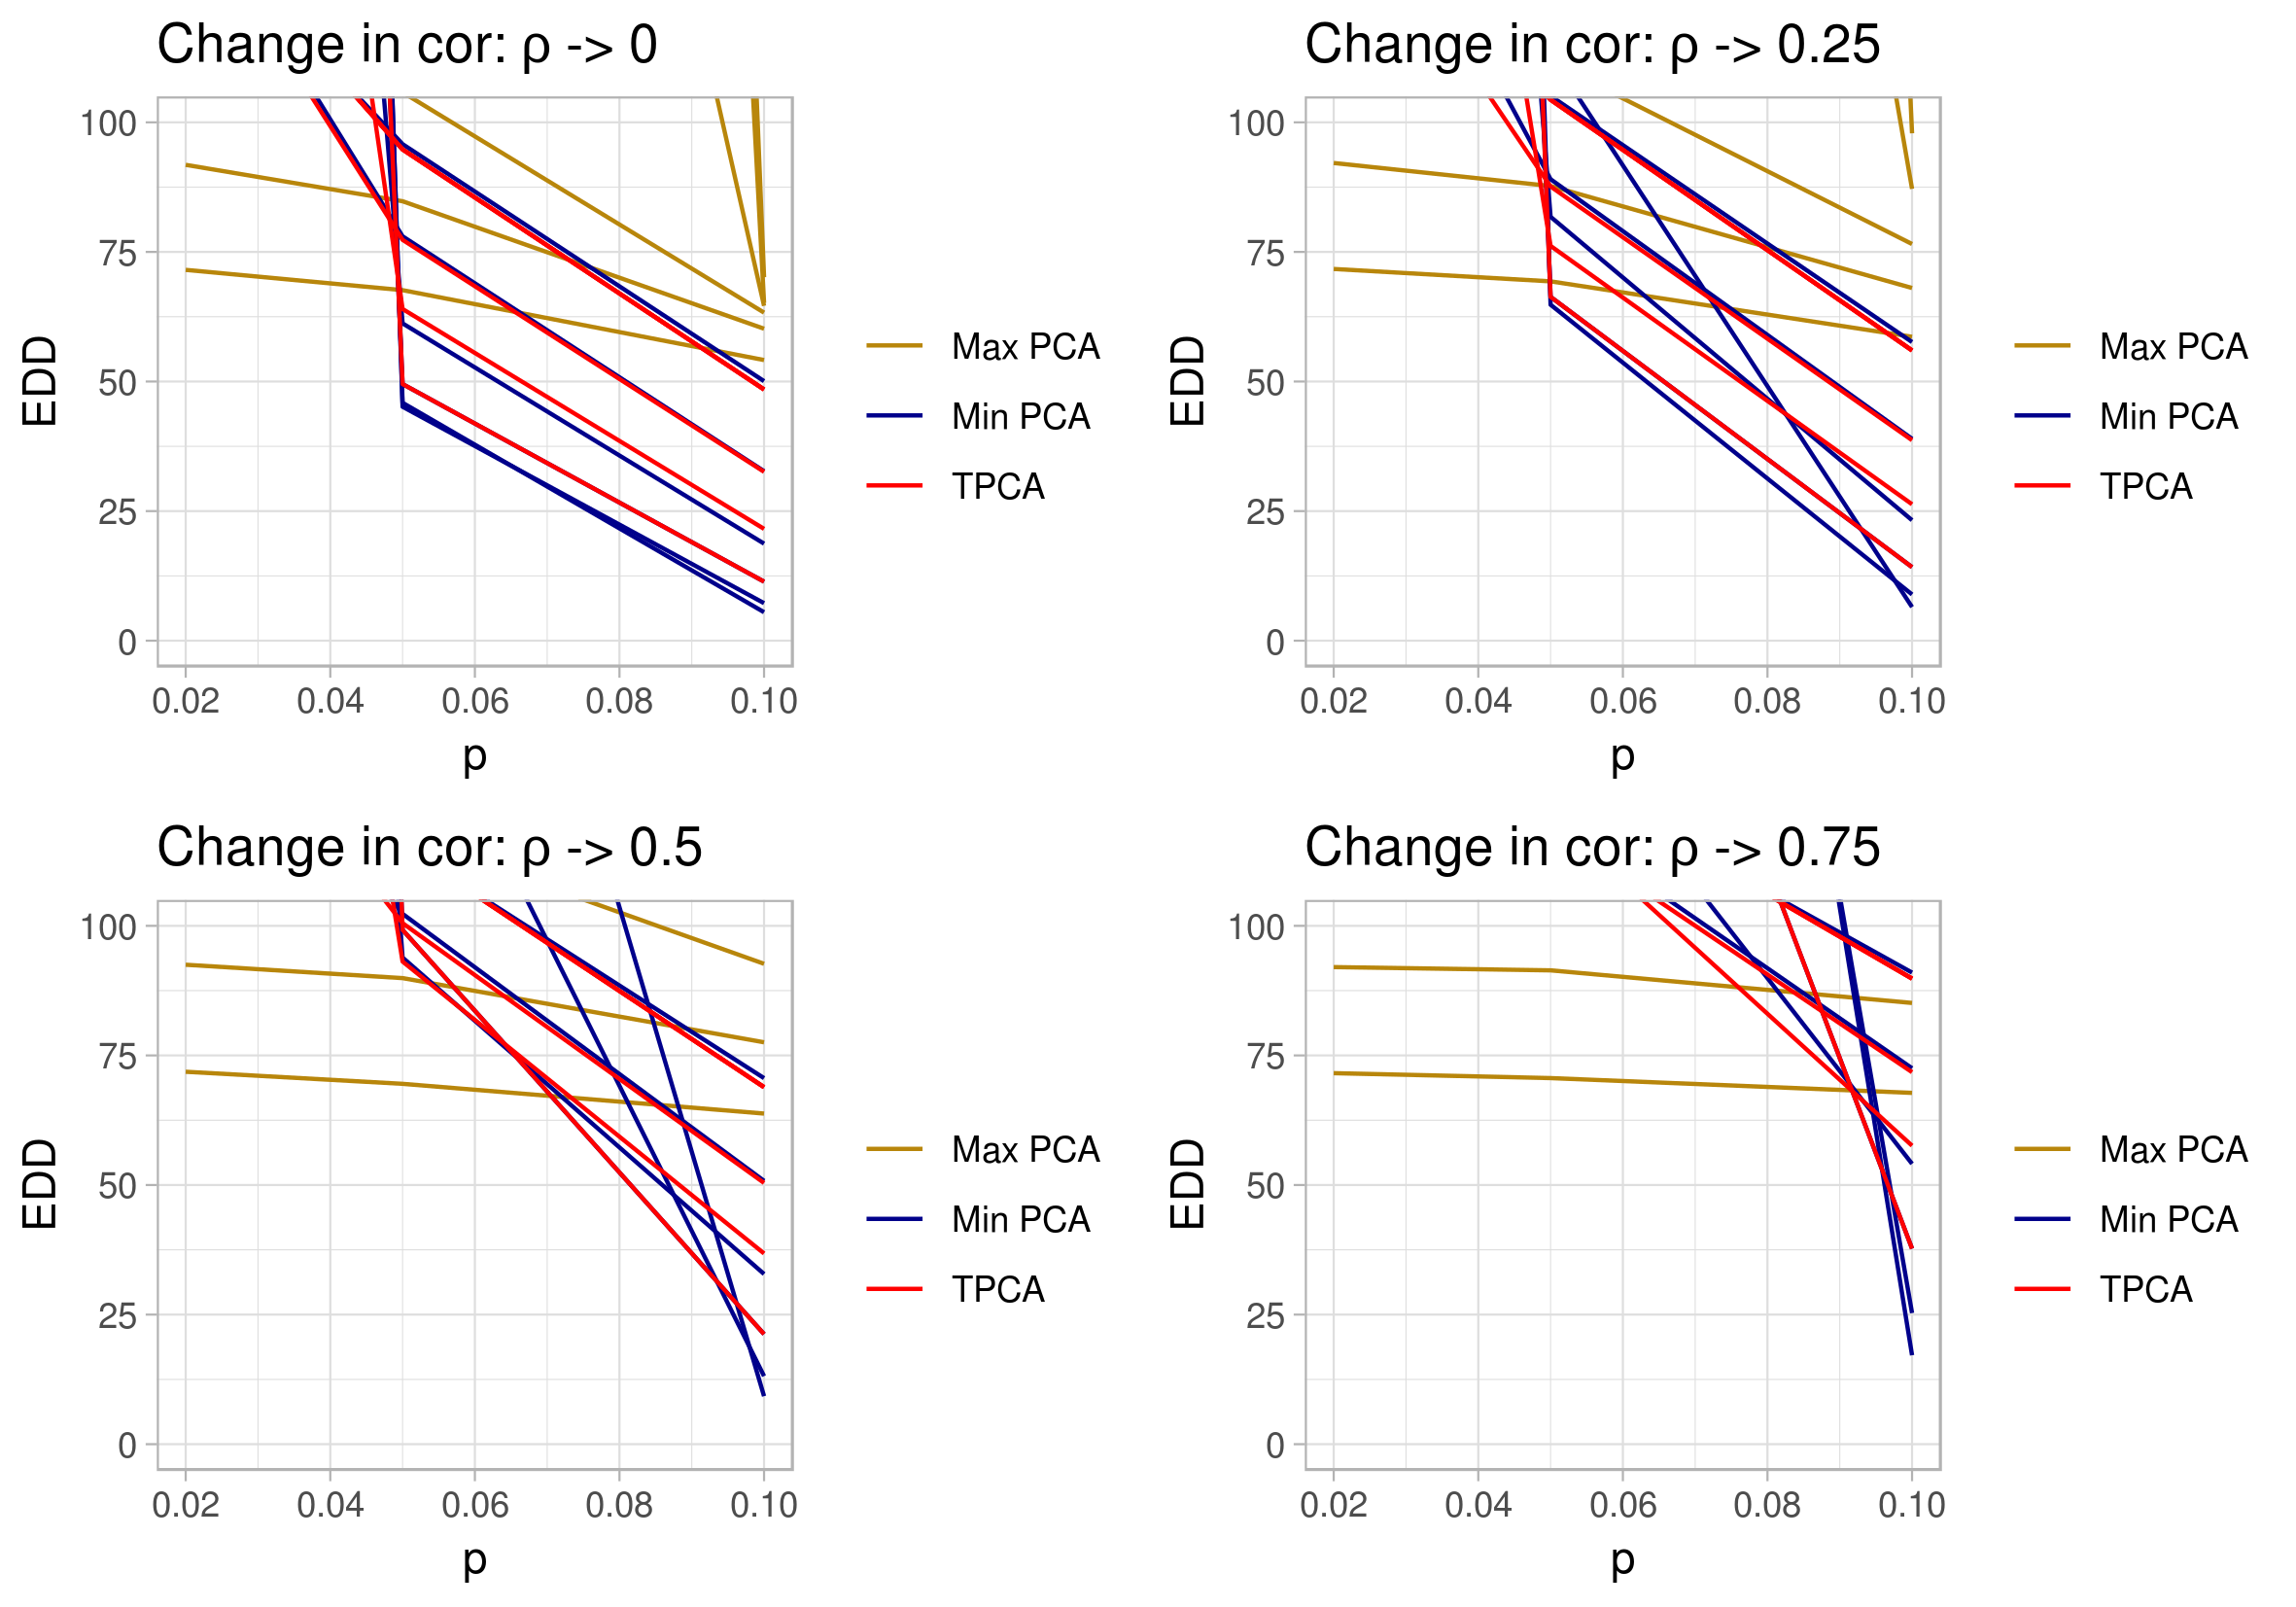 Change in cor: ρ -> 0
100
75
50
25
0
EDD
0.02 0.04 0.06 0.08 0.10
p
Max PCA
Min PCA
TPCA
Change in cor: ρ -> 0.25
100
75
50
25
0
EDD
0.02 0.04 0.06 0.08 0.10
p
Max PCA
Min PCA
TPCA
Change in cor: ρ -> 0.5
100
75
50
25
0
EDD
0.02 0.04 0.06 0.08 0.10
p
Max PCA
Min PCA
TPCA
Change in cor: ρ -> 0.75
100
75
50
25
0
EDD
0.02 0.04 0.06 0.08 0.10
p
Max PCA
Min PCA
TPCA